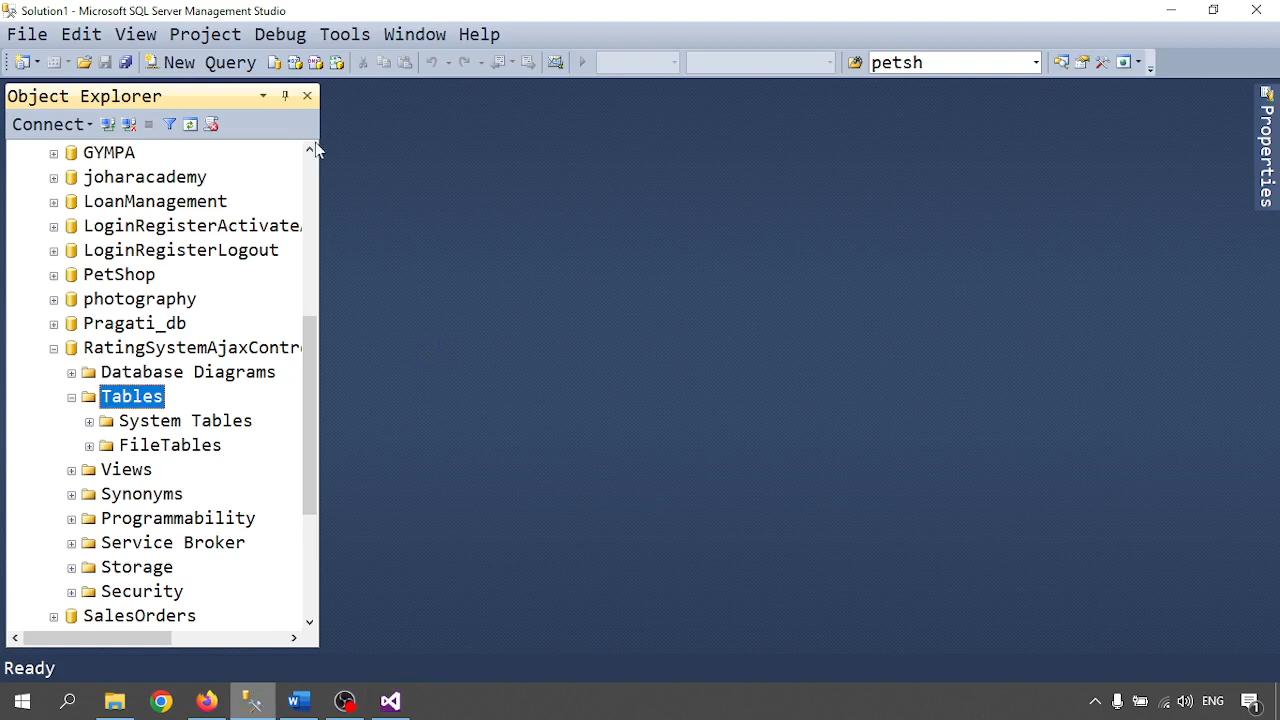 Solution1 - Microsoft SQL Server Management Studio
File Edit View Project Debug Tools Window Help
New Query petsh
Object Explorer
Connect
GYMPA
joharacademy
LoanManagement
LoginRegisterActivate
LoginRegisterLogout
PetShop
photography
Pragati_db
RatingSystemAjaxContr
Database Diagrams
Tables
System Tables
FileTables
Views
Synonyms
Programmability
Service Broker
Storage
Security
SalesOrders
Properties
Ready
ENG